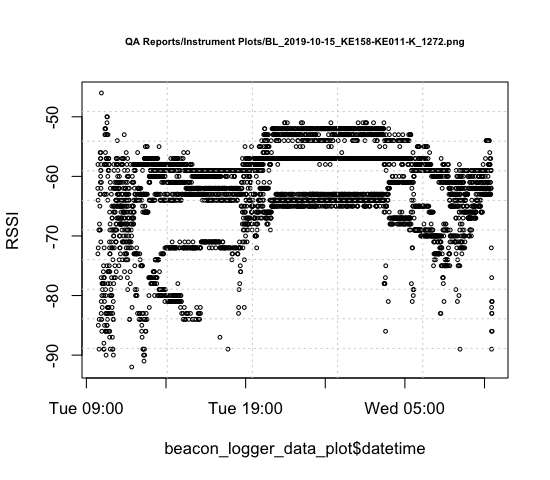 QA Reports/Instrument Plots/BL_2019-10-15_KE158-KE011-K_1272.png
RSSI
-50
-60
-70
-80
-90
Tue 09:00 Tue 19:00 Wed 05:00
beacon_logger_data_plot$datetime